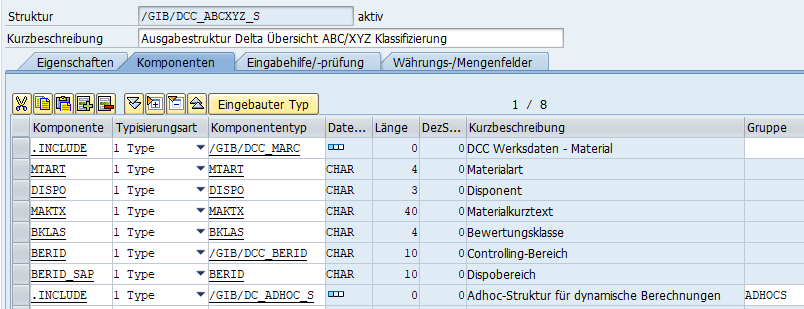 Struktur /GIB/DCC_ABCXYZ_S aktiv
Kurzbeschreibung Ausgabestruktur Delta Übersicht ABC/XYZ Klassifizierung
Eigenschaften Komponenten Eingabehilfe/-prüfung Währungs-/Mengenfelder
Eingebauter Typ 1 / 8
Komponente Typisierungsart Komponententyp Date... Länge DezS... Kurzbeschreibung Gruppe
.INCLUDE 1 Type /GIB/DCC_MARC 0 0 DCC Werksdaten - Material
MTART 1 Type MTART CHAR 4 0 Materialart
DISPO 1 Type DISPO CHAR 3 0 Disponent
MAKTX 1 Type MAKTX CHAR 40 0 Materialkurztext
BKLAS 1 Type BKLAS CHAR 4 0 Bewertungsklasse
BERID 1 Type /GIB/DCC_BERID CHAR 10 0 Controlling-Bereich
BERID_SAP 1 Type BERID CHAR 10 0 Dispobereich
.INCLUDE 1 Type /GIB/DC_ADHOC_S 0 0 Adhoc-Struktur für dynamische Berechnungen ADHOCS